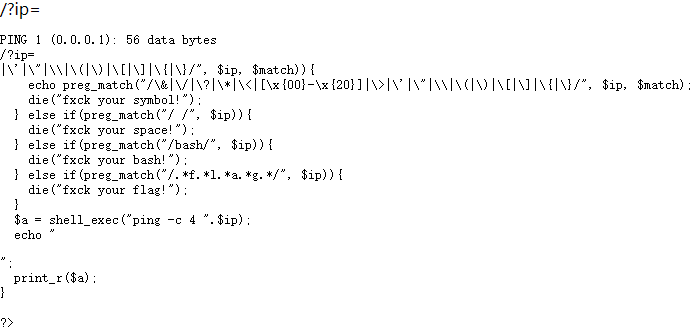 /?ip=
PING 1 (0.0.0.1): 56 data bytes
/?ip=
|\'|\"|\\|\(|\)|\[|\]|\{|\}/", $ip, $match)){
    echo preg_match("/\&|\/|\?|\*|\<|[\x{00}-\x{20}]|\>|\'|\"|\\|\(|\)|\[|\]|\{|\}/", $ip, $match);
    die("fxck your symbol!");
  } else if(preg_match("/ /", $ip)){
    die("fxck your space!");
  } else if(preg_match("/bash/", $ip)){
    die("fxck your bash!");
  } else if(preg_match("/.*f.*l.*a.*g.*/", $ip)){
    die("fxck your flag!");
  }
  $a = shell_exec("ping -c 4 ".$ip);
  echo "
";
  print_r($a);
}
?>